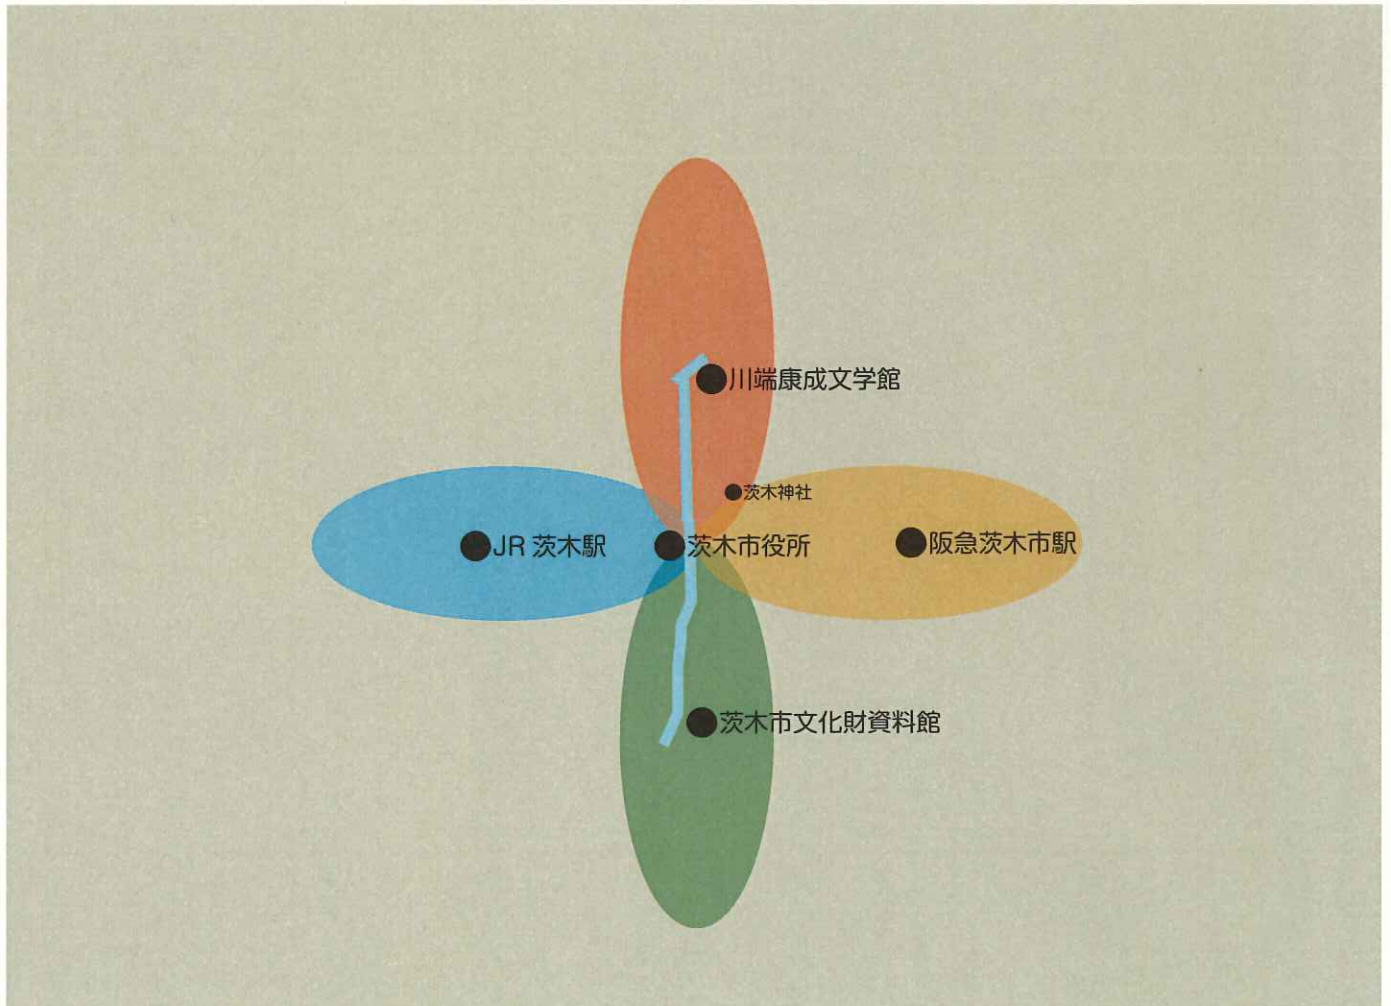 川端康成文学館
茨木神社
JR 茨木駅
茨木市役所
阪急茨木市駅
茨木市文化財資料館